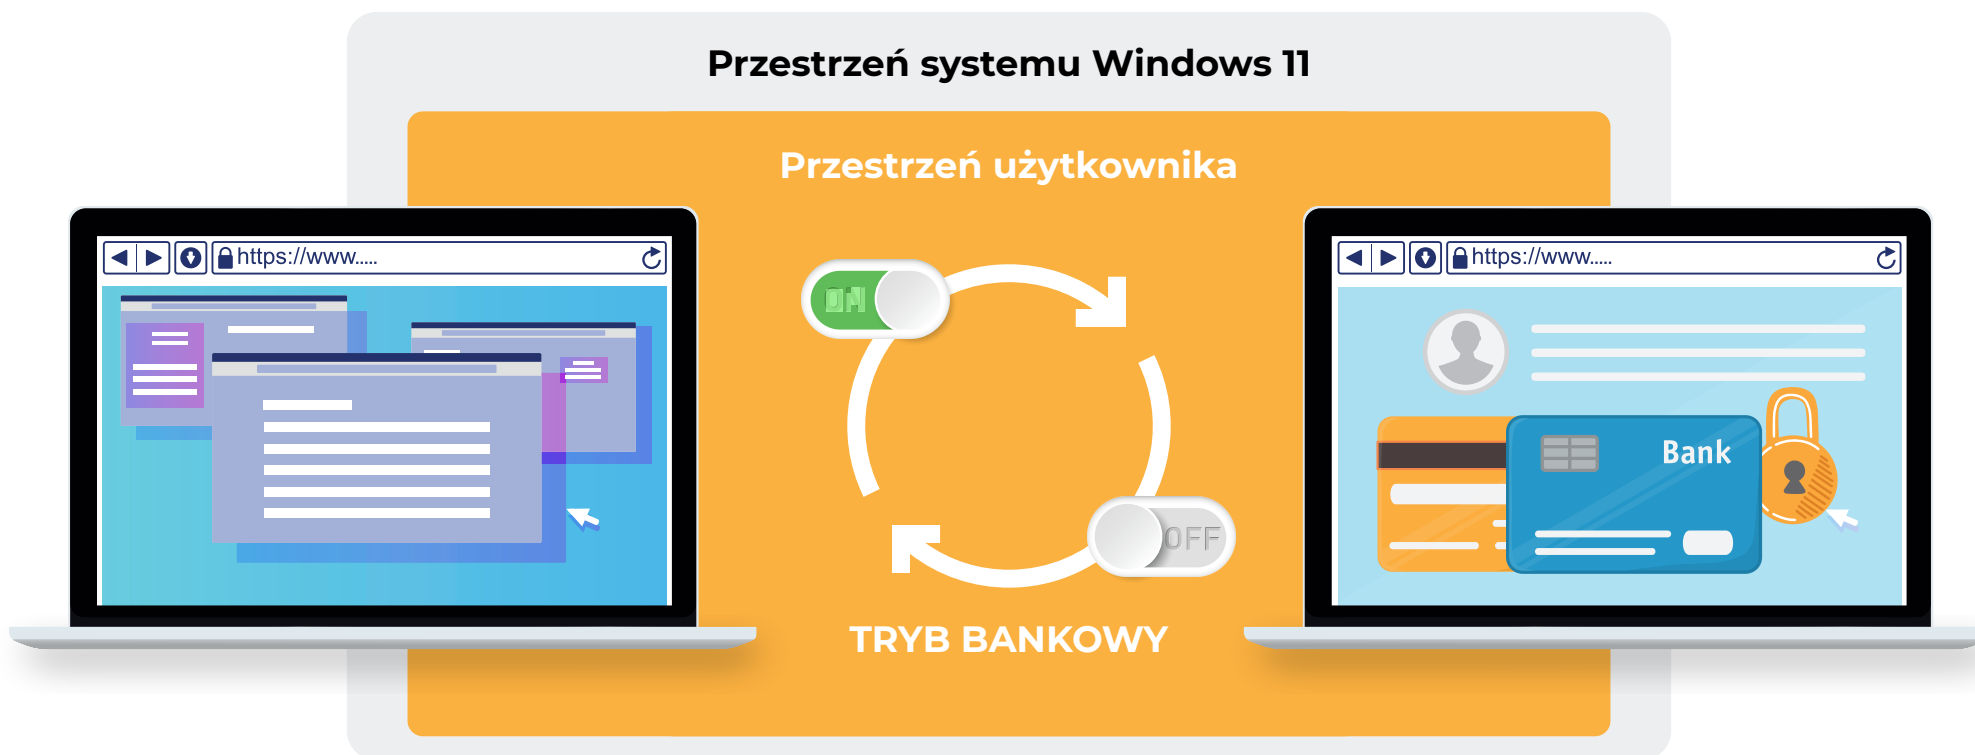 Przestrzeń systemu Windows 11
Przestrzeń użytkownika
https://www.....
https://www.....
ON
Bank
OFF
TRYB BANKOWY